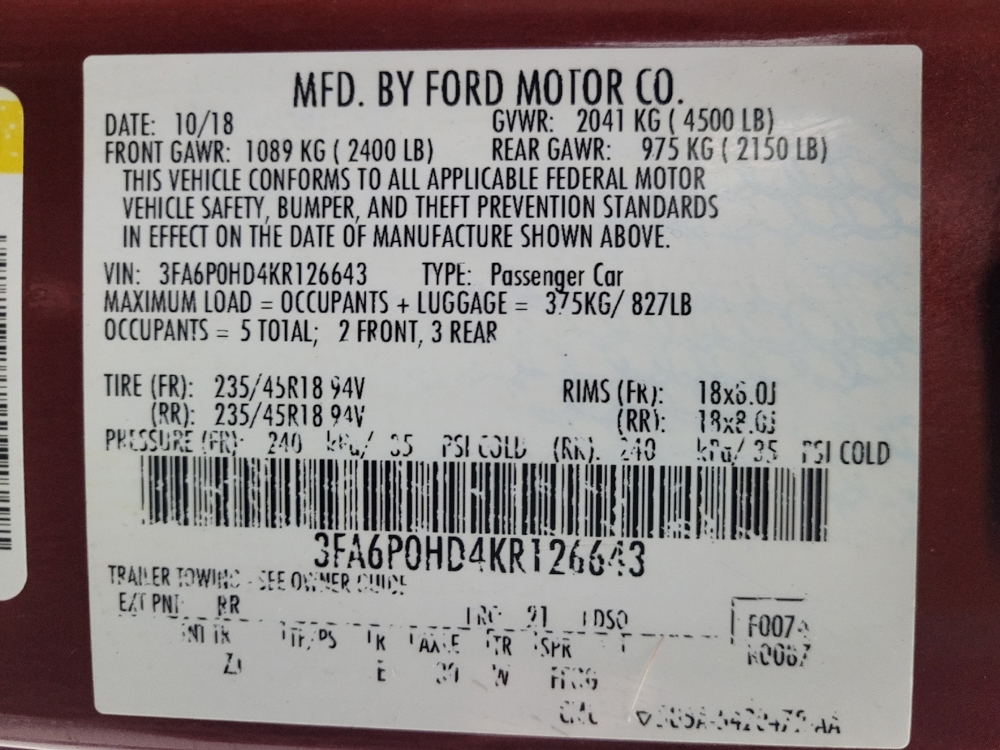 MFD. BY FORD MOTOR CO.
DATE: 10/18 GVWR: 2041 KG ( 4500 LB)
FRONT GAWR: 1089 KG ( 2400 LB) REAR GAWR: 975 KG ( 2150 LB)
THIS VEHICLE CONFORMS TO ALL APPLICABLE FEDERAL MOTOR
VEHICLE SAFETY, BUMPER, AND THEFT PREVENTION STANDARDS
IN EFFECT ON THE DATE OF MANUFACTURE SHOWN ABOVE.
VIN: 3FA6P0HD4KR126643 TYPE: Passenger Car
MAXIMUM LOAD = OCCUPANTS + LUGGAGE = 375KG/ 827LB
OCCUPANTS = 5 TOTAL; 2 FRONT, 3 REAR
TIRE (FR): 235/45R18 94V RIMS (FR): 18x8.0J
(RR): 235/45R18 94V (RR): 18x8.0J
PRESSURE (FR): 240 kPa/ 35 PSI COLD (RR): 240 kPa/ 35 PSI COLD
3FA6P0HD4KR126643
TRAILER TOWING - SEE OWNER GUIDE
EXT PNT: RR DSO
INT TR TP/PS R AXLE TR SPR
E W